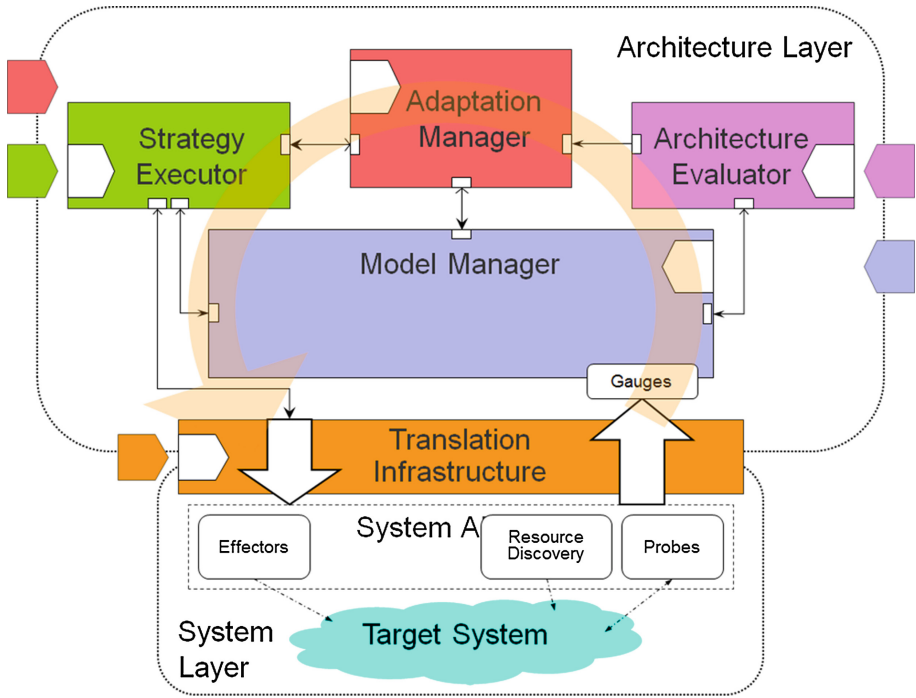 Architecture Layer
Adaptation
Manager
Strategy
Executor
Architecture
Evaluator
Model Manager
Gauges
Translation
Infrastructure
System A
Effectors
Resource
Discovery
Probes
Target System
System
Layer